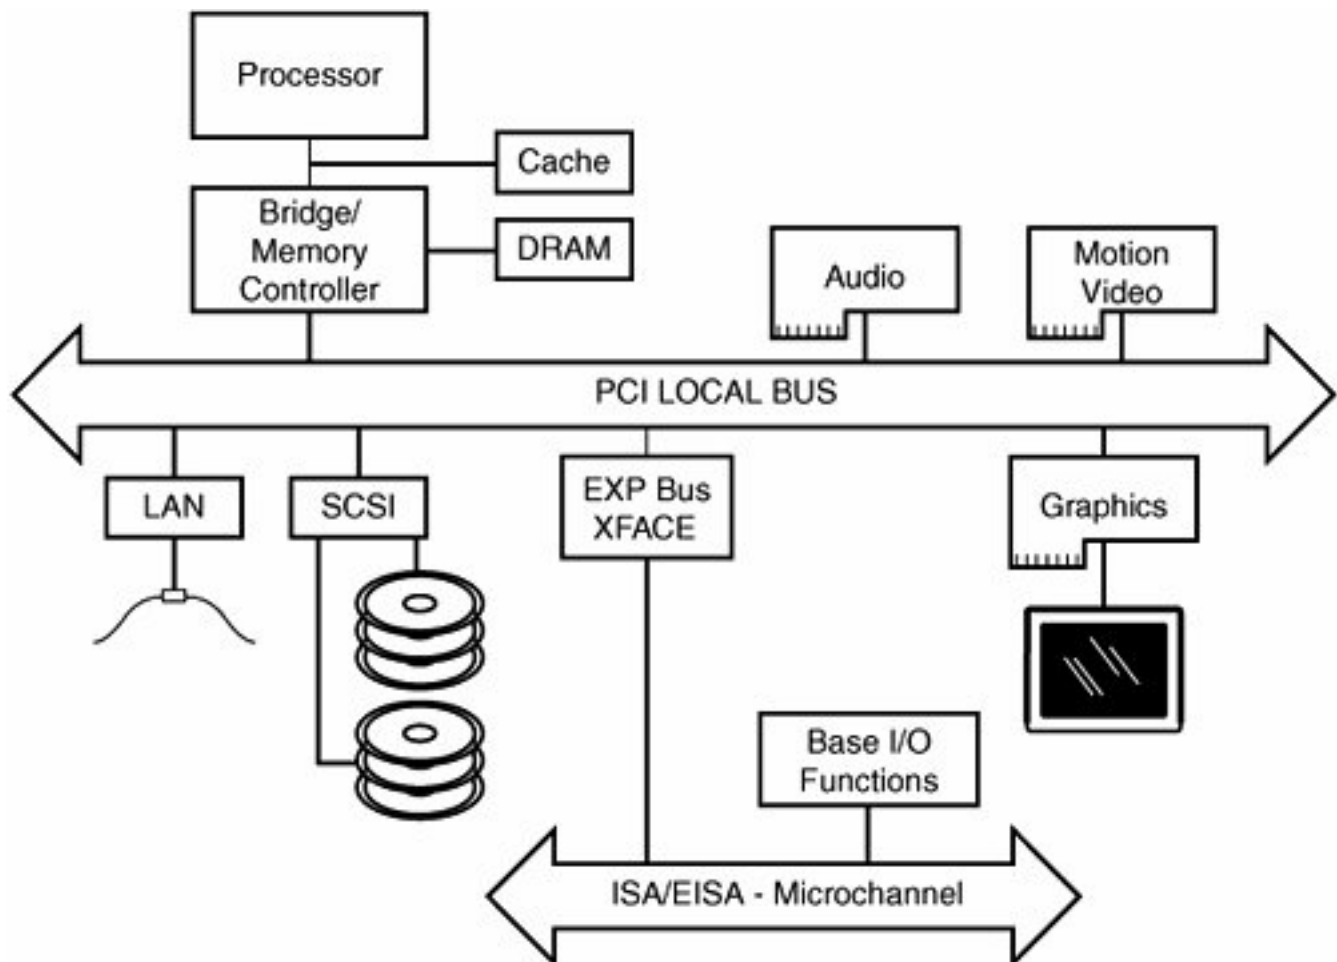 Processor
Cache
Bridge/
Memory
Controller
DRAM
Audio
Motion
Video
PCI LOCAL BUS
LAN
SCSI
EXP Bus
XFACE
Graphics
Base I/O
Functions
ISA/EISA - Microchannel